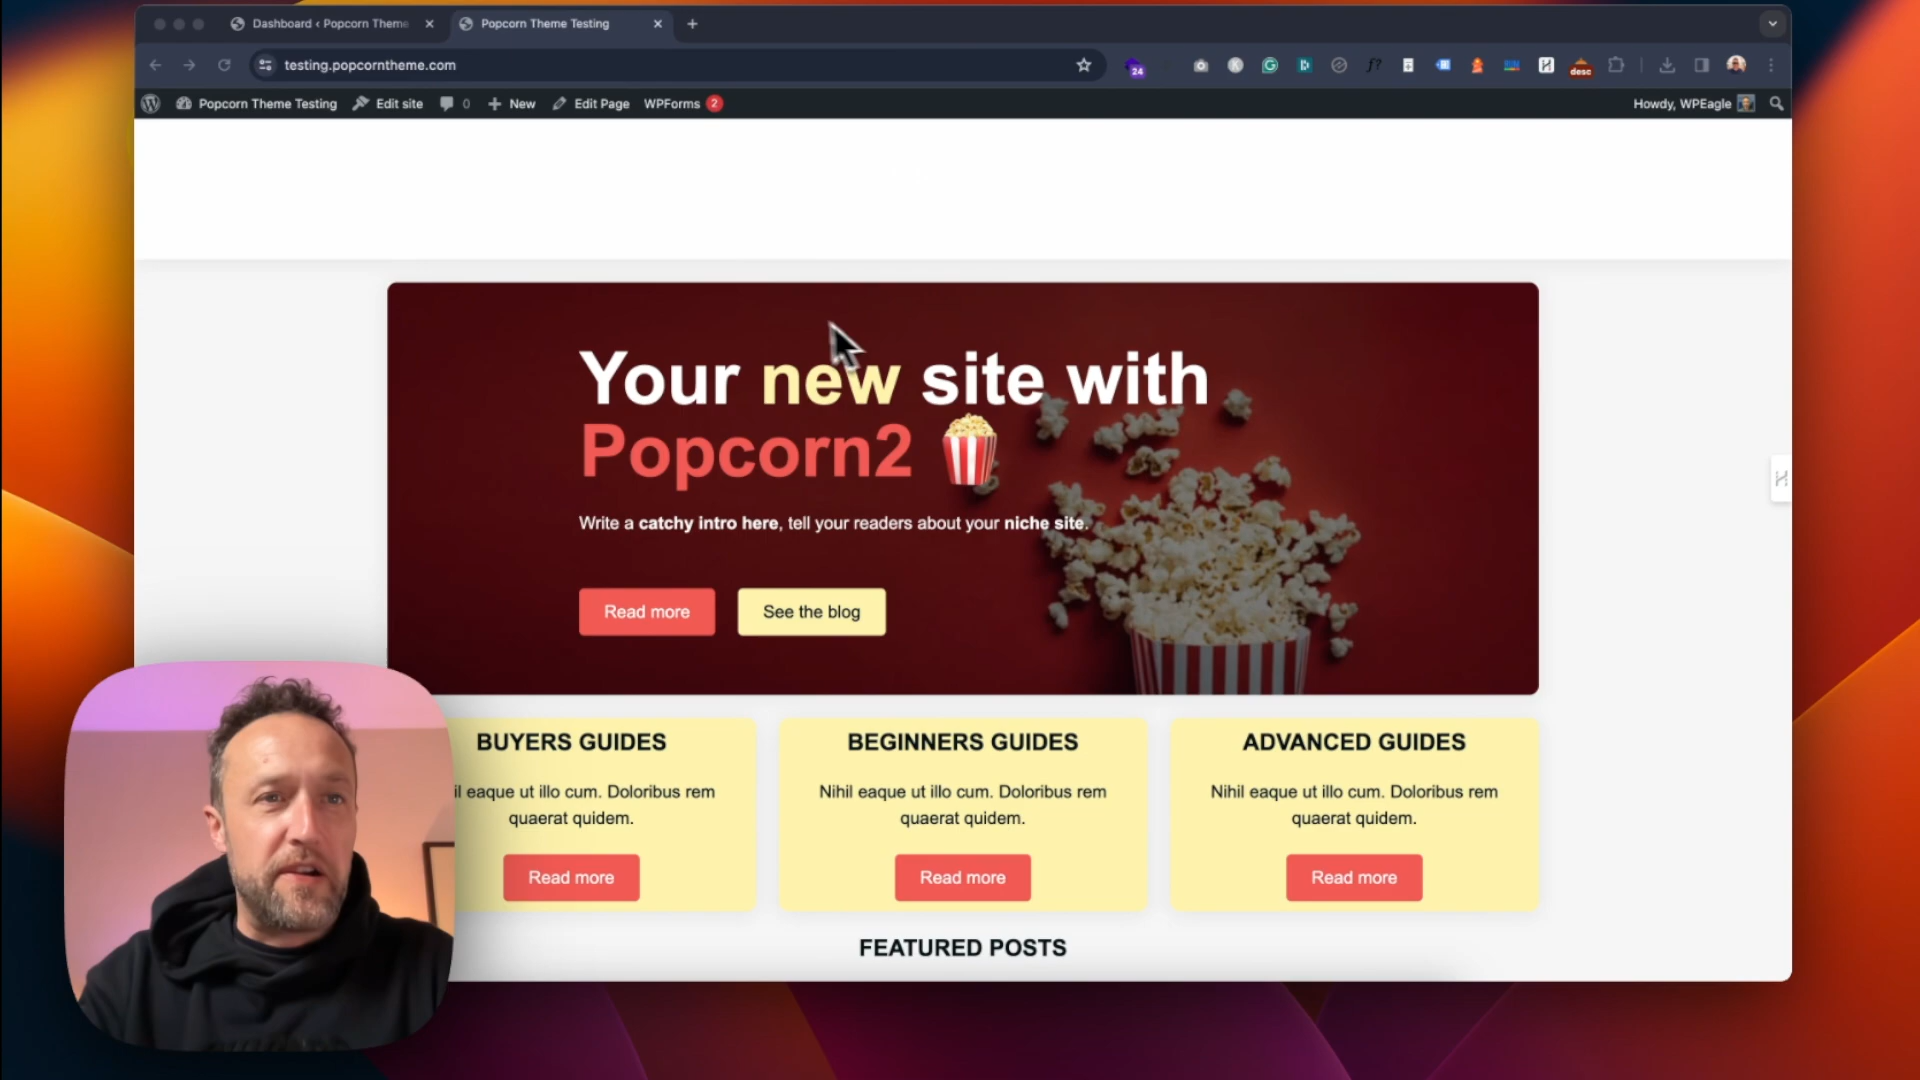 Dashboard ‹ Popcorn Theme
Popcorn Theme Testing
testing.popcorntheme.com
24
f?
desc
Popcorn Theme Testing
Edit site
0
New
Edit Page
WPForms 2
Howdy, WPEagle
Your new site with
Popcorn2
Write a catchy intro here, tell your readers about your niche site.
Read more
See the blog
BUYERS GUIDES
BEGINNERS GUIDES
ADVANCED GUIDES
il eaque ut illo cum. Doloribus rem
quaerat quidem.
Nihil eaque ut illo cum. Doloribus rem
quaerat quidem.
Nihil eaque ut illo cum. Doloribus rem
quaerat quidem.
Read more
Read more
Read more
FEATURED POSTS